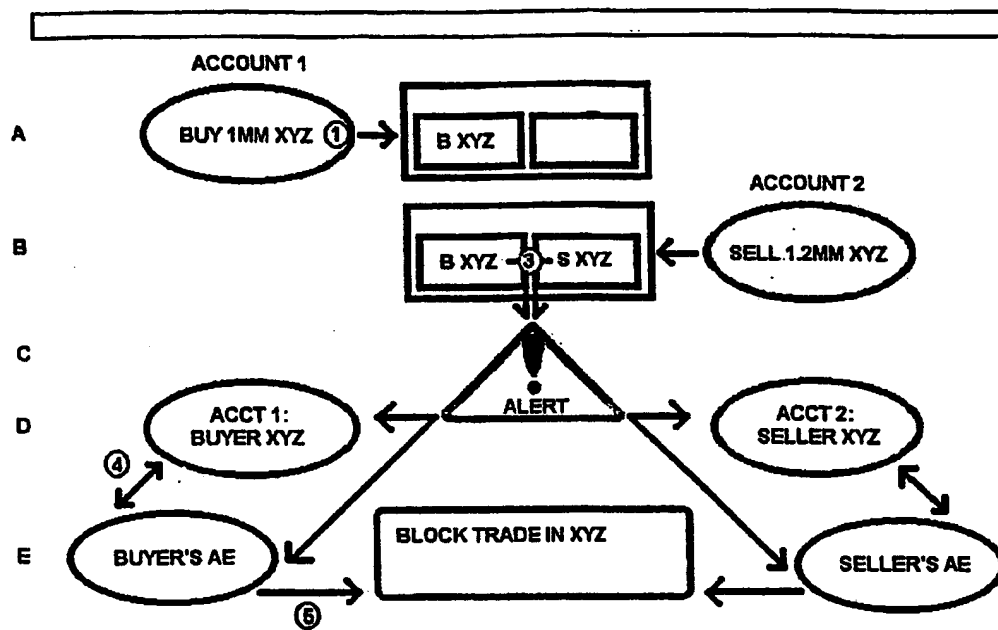 ACCOUNT 1
A
BUY 1MM XYZ
1
B XYZ
ACCOUNT 2
B
B XYZ
3
S XYZ
SELL 1.2MM XYZ
C
!
ALERT
D
ACCT 1:
BUYER XYZ
ACCT 2:
SELLER XYZ
4
E
BUYER'S AE
BLOCK TRADE IN XYZ
SELLER'S AE
5